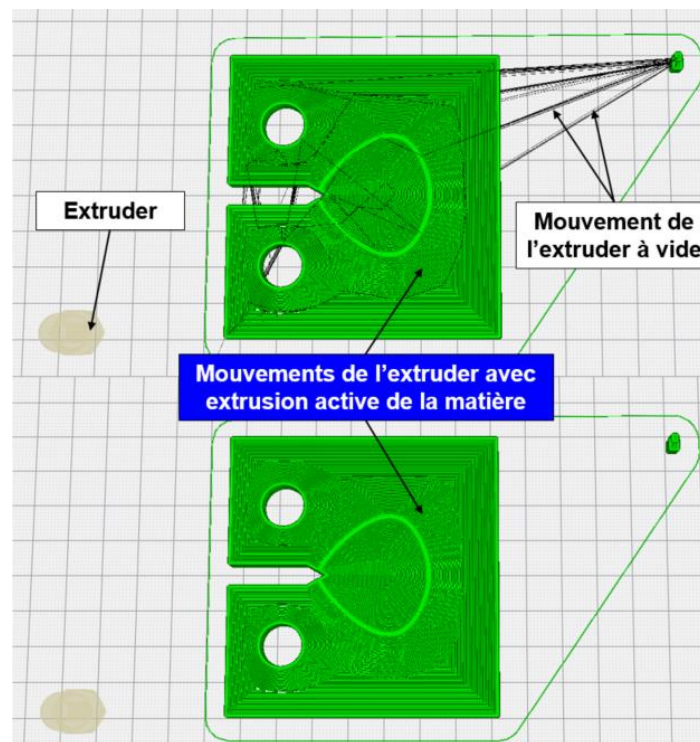 Extruder
Mouvement de
l'extruder à vide
Mouvements de l'extruder avec
extrusion active de la matière